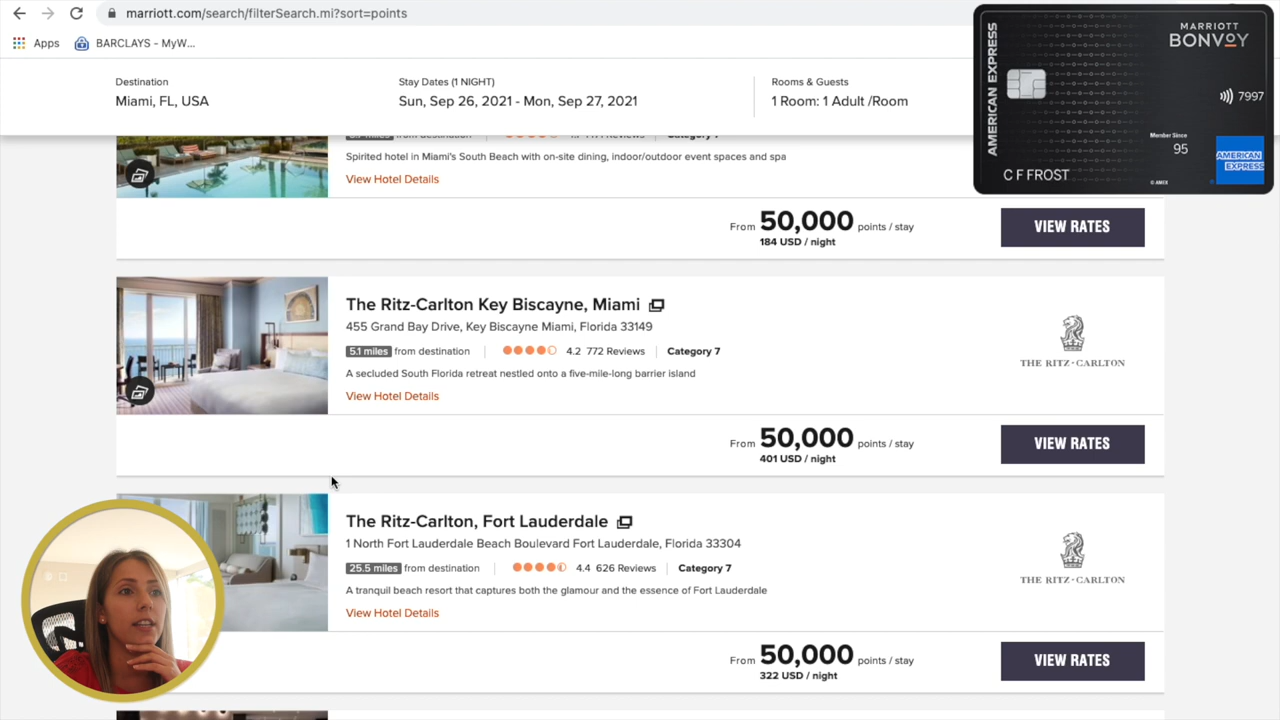 marriott.com/search/filterSearch.mi?sort=points
Apps BARCLAYS - MyW...
Destination
Miami, FL, USA
Stay Dates (1 NIGHT)
Sun, Sep 26, 2021 - Mon, Sep 27, 2021
Rooms & Guests
1 Room: 1 Adult /Room
AMERICAN EXPRESS
MARRIOTT
BONVOY
7997
Member Since
95
C F FROST
© AMEX
AMERICAN
EXPRESS
from destination Reviews Category 7
Spirited hotel in Miami's South Beach with on-site dining, indoor/outdoor event spaces and spa
View Hotel Details
From 50,000 points / stay
184 USD / night
VIEW RATES
The Ritz-Carlton Key Biscayne, Miami
455 Grand Bay Drive, Key Biscayne Miami, Florida 33149
5.1 miles from destination 4.2 772 Reviews Category 7
A secluded South Florida retreat nestled onto a five-mile-long barrier island
View Hotel Details
THE RITZ-CARLTON
From 50,000 points / stay
401 USD / night
VIEW RATES
The Ritz-Carlton, Fort Lauderdale
1 North Fort Lauderdale Beach Boulevard Fort Lauderdale, Florida 33304
25.5 miles from destination 4.4 626 Reviews Category 7
A tranquil beach resort that captures both the glamour and the essence of Fort Lauderdale
View Hotel Details
THE RITZ-CARLTON
From 50,000 points / stay
322 USD / night
VIEW RATES